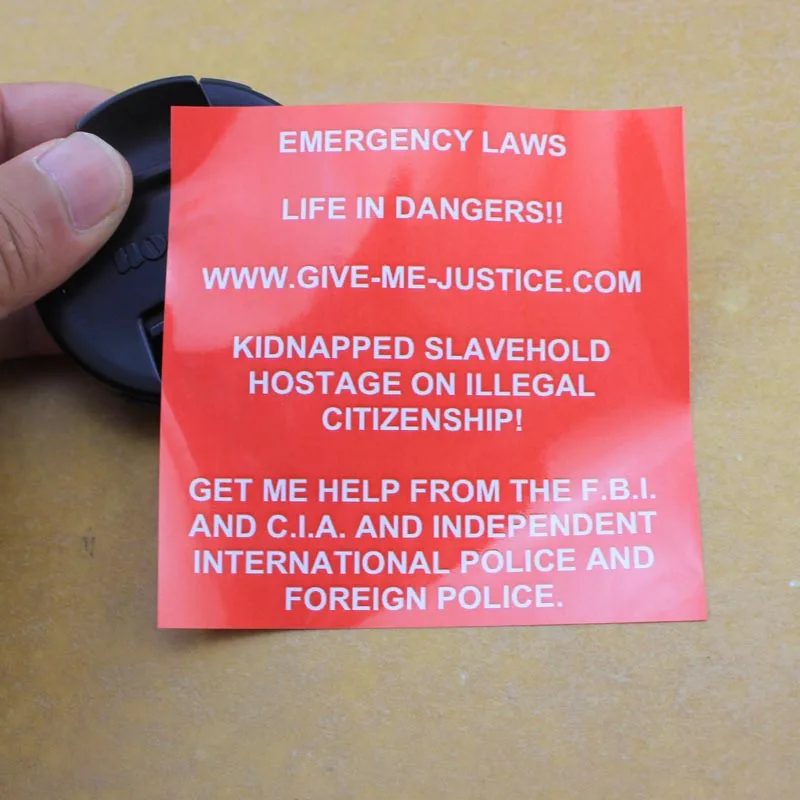 EMERGENCY LAWS
LIFE IN DANGERS!!
WWW.GIVE-ME-JUSTICE.COM
KIDNAPPED SLAVEHOLD
HOSTAGE ON ILLEGAL
CITIZENSHIP!
GET ME HELP FROM THE F.B.I.
AND C.I.A. AND INDEPENDENT
INTERNATIONAL POLICE AND
FOREIGN POLICE.